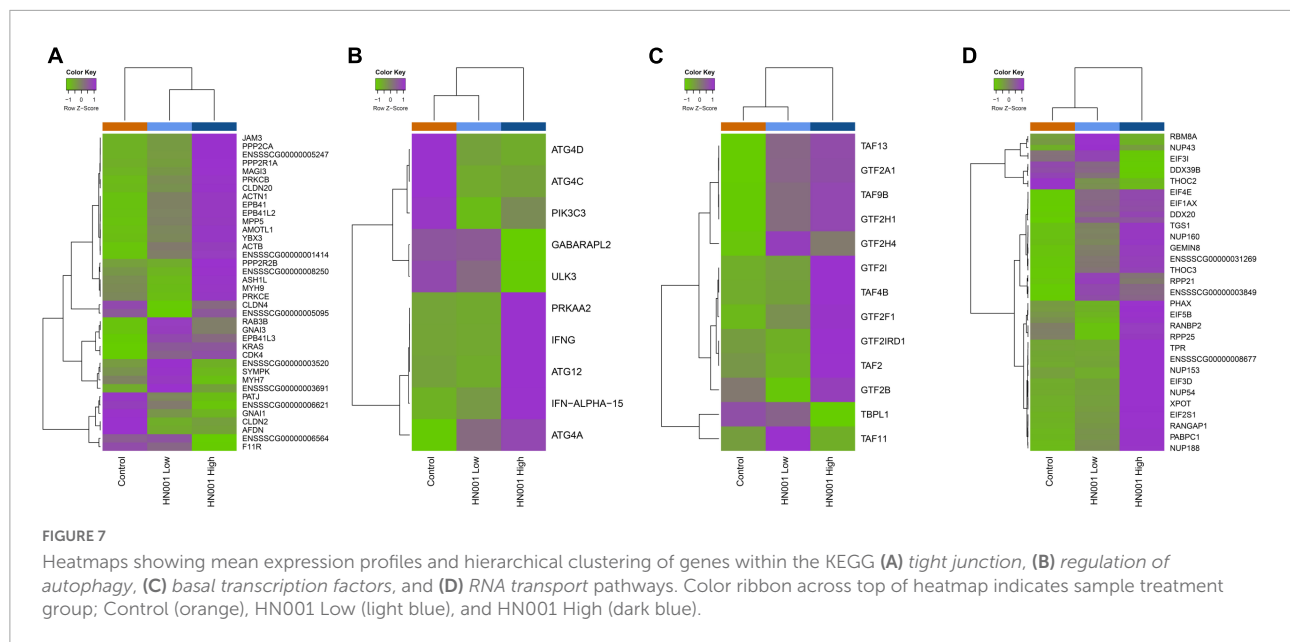 A
Color Key
−1 0 1
Row Z−Score
JAM3
PPP2CA
ENSSSCG00000005247
PPP2R1A
MAGI3
PRKCB
CLDN20
ACTN1
EPB41
EPB41L2
MPP5
AMOTL1
YBX3
ACTB
ENSSSCG00000001414
PPP2R2B
ENSSSCG00000008250
ASH1L
MYH9
PRKCE
CLDN4
ENSSSCG00000005095
RAB3B
GNAI3
EPB41L3
KRAS
CDK4
ENSSSCG00000003520
SYMPK
MYH7
ENSSSCG00000003691
PATJ
ENSSSCG00000006621
GNAI1
CLDN2
AFDN
ENSSSCG00000006564
F11R
Control
HN001 Low
HN001 High
B
Color Key
−1 0 1
Row Z−Score
ATG4D
ATG4C
PIK3C3
GABARAPL2
ULK3
PRKAA2
IFNG
ATG12
IFN−ALPHA−15
ATG4A
Control
HN001 Low
HN001 High
C
Color Key
−1 0 1
Row Z−Score
TAF13
GTF2A1
TAF9B
GTF2H1
GTF2H4
GTF2I
TAF4B
GTF2F1
GTF2IRD1
TAF2
GTF2B
TBPL1
TAF11
Control
HN001 Low
HN001 High
D
Color Key
−1 0 1
Row Z−Score
RBM8A
NUP43
EIF3I
DDX39B
THOC2
EIF4E
EIF1AX
DDX20
TGS1
NUP160
GEMIN8
ENSSSCG00000031269
THOC3
RPP21
ENSSSCG00000003849
PHAX
EIF5B
RANBP2
RPP25
TPR
ENSSSCG00000008677
NUP153
EIF3D
NUP54
XPOT
EIF2S1
RANGAP1
PABPC1
NUP188
Control
HN001 Low
HN001 High
FIGURE 7
Heatmaps showing mean expression profiles and hierarchical clustering of genes within the KEGG (A) tight junction, (B) regulation of
autophagy, (C) basal transcription factors, and (D) RNA transport pathways. Color ribbon across top of heatmap indicates sample treatment
group; Control (orange), HN001 Low (light blue), and HN001 High (dark blue).